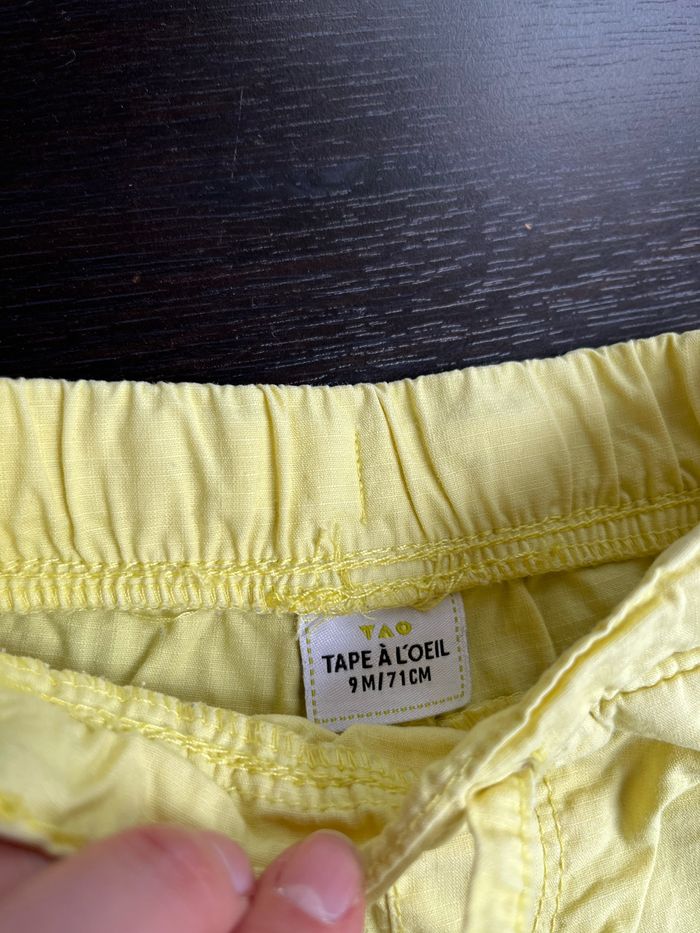 TAO
TAPE À L'OEIL
9M/71CM